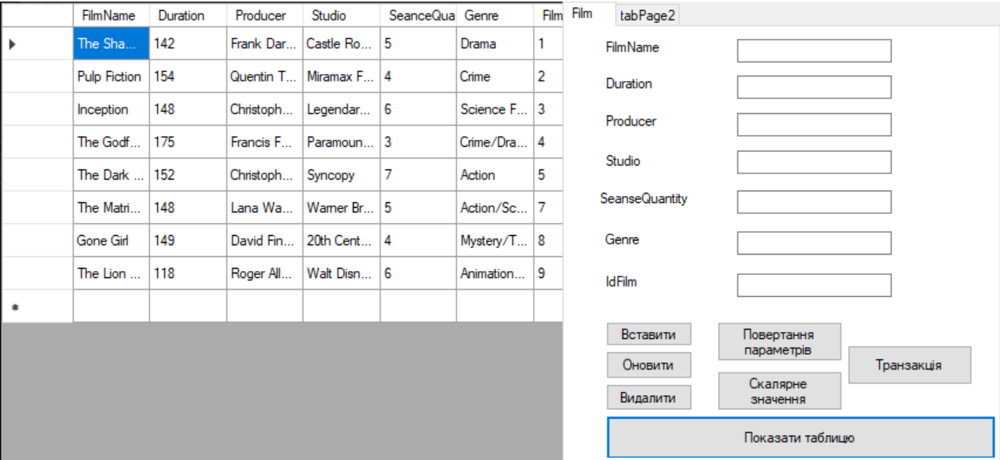 FilmName Duration Producer Studio SeanceQua Genre Film
The Sha... 142 Frank Dar... Castle Ro... 5 Drama 1
Pulp Fiction 154 Quentin T... Miramax F... 4 Crime 2
Inception 148 Christoph... Legendar... 6 Science F... 3
The Godf... 175 Francis F... Paramoun... 3 Crime/Dra... 4
The Dark ... 152 Christoph... Syncopy 7 Action 5
The Matri... 148 Lana Wa... Warner Br... 5 Action/Sc... 7
Gone Girl 149 David Fin... 20th Cent... 4 Mystery/T... 8
The Lion ... 118 Roger All... Walt Disn... 6 Animation... 9
Film tabPage2
FilmName
Duration
Producer
Studio
SeanseQuantity
Genre
IdFilm
Вставити
Оновити
Видалити
Повертання
параметрів
Скалярне
значення
Транзакція
Показати таблицю